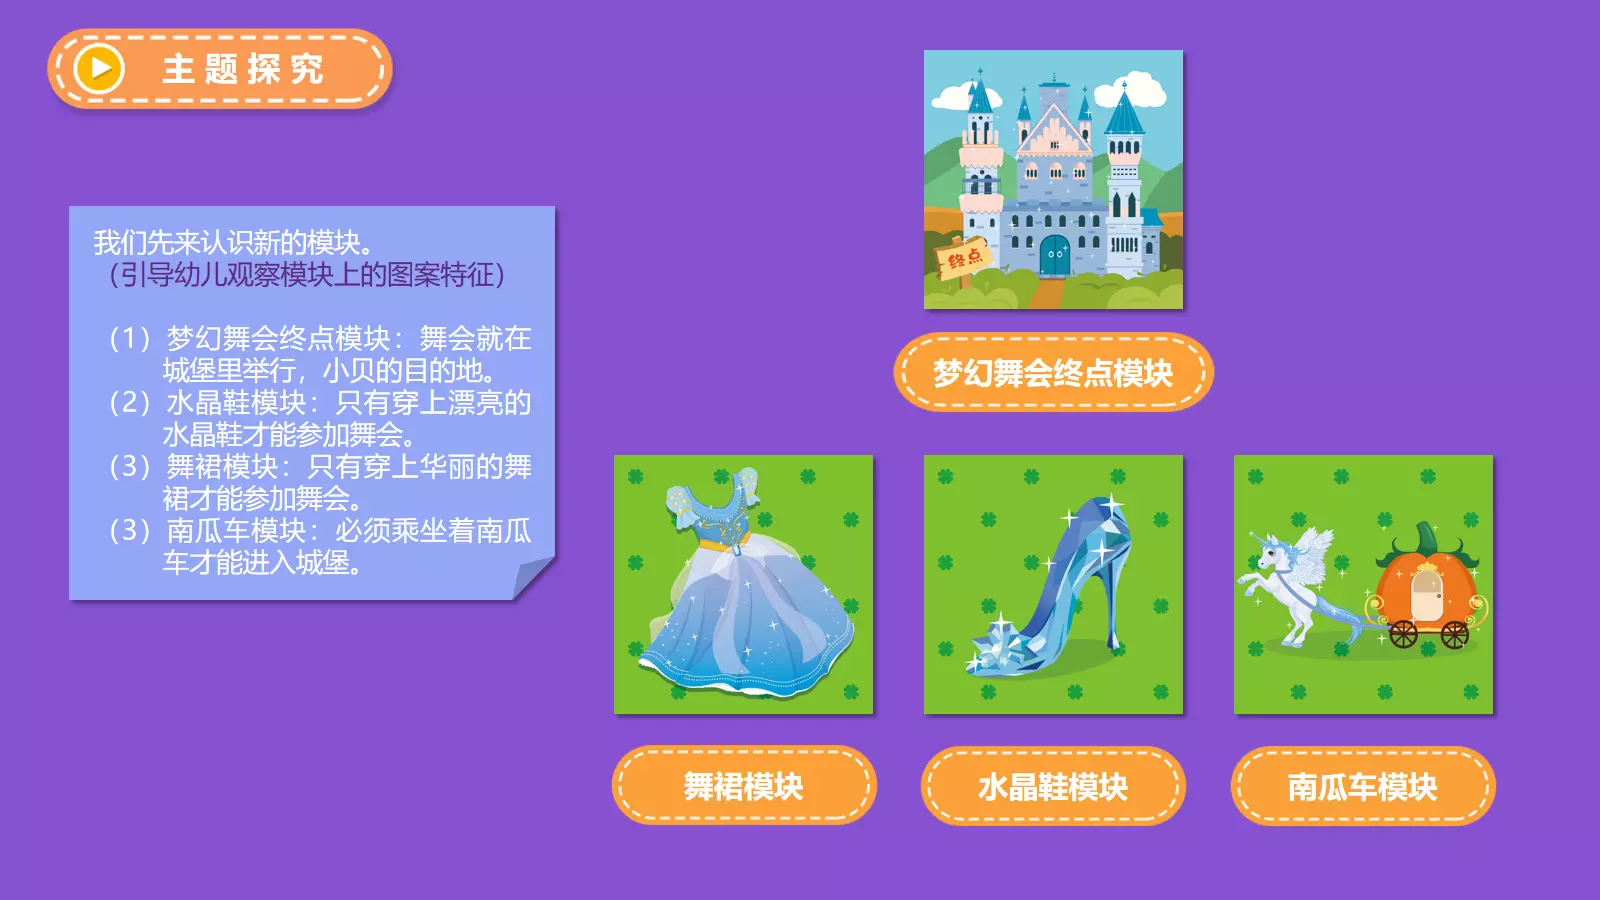 主题探究
我们先来认识新的模块。
（引导幼儿观察模块上的图案特征）
（1）梦幻舞会终点模块：舞会就在
城堡里举行，小贝的目的地。
（2）水晶鞋模块：只有穿上漂亮的
水晶鞋才能参加舞会。
（3）舞裙模块：只有穿上华丽的舞
裙才能参加舞会。
（3）南瓜车模块：必须乘坐着南瓜
车才能进入城堡。
终点
梦幻舞会终点模块
舞裙模块
水晶鞋模块
南瓜车模块